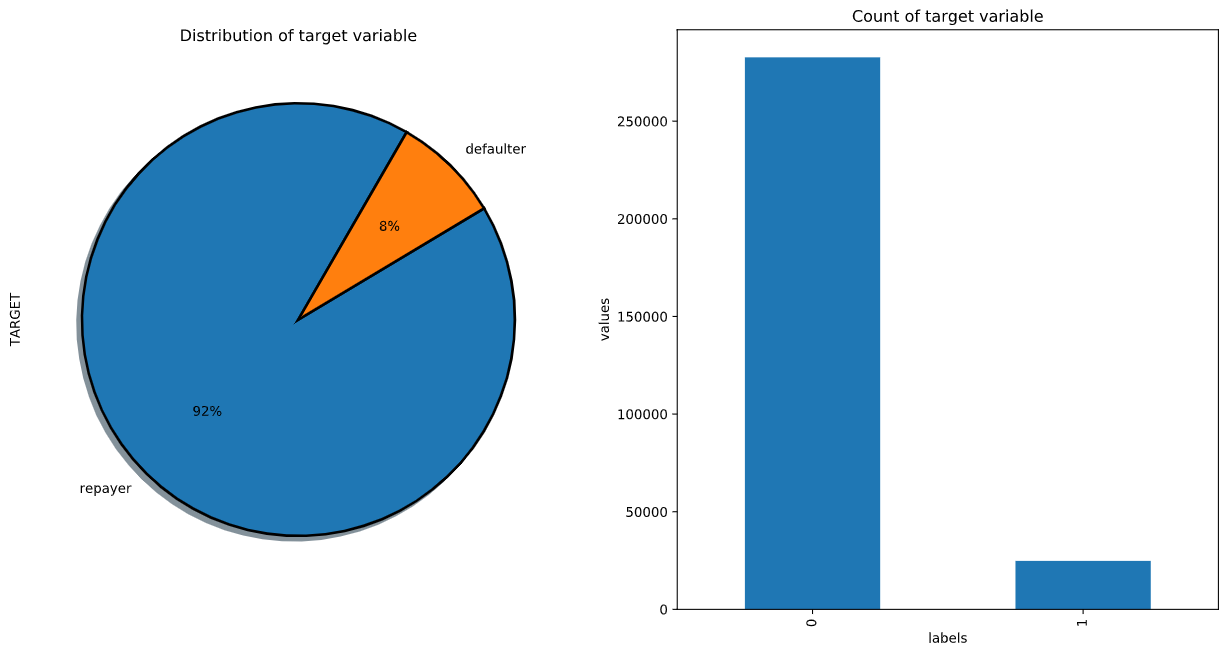 Distribution of target variable
defaulter
8%
TARGET
92%
repayer
Count of target variable
250000
200000
150000
100000
50000
0
values
0
1
labels